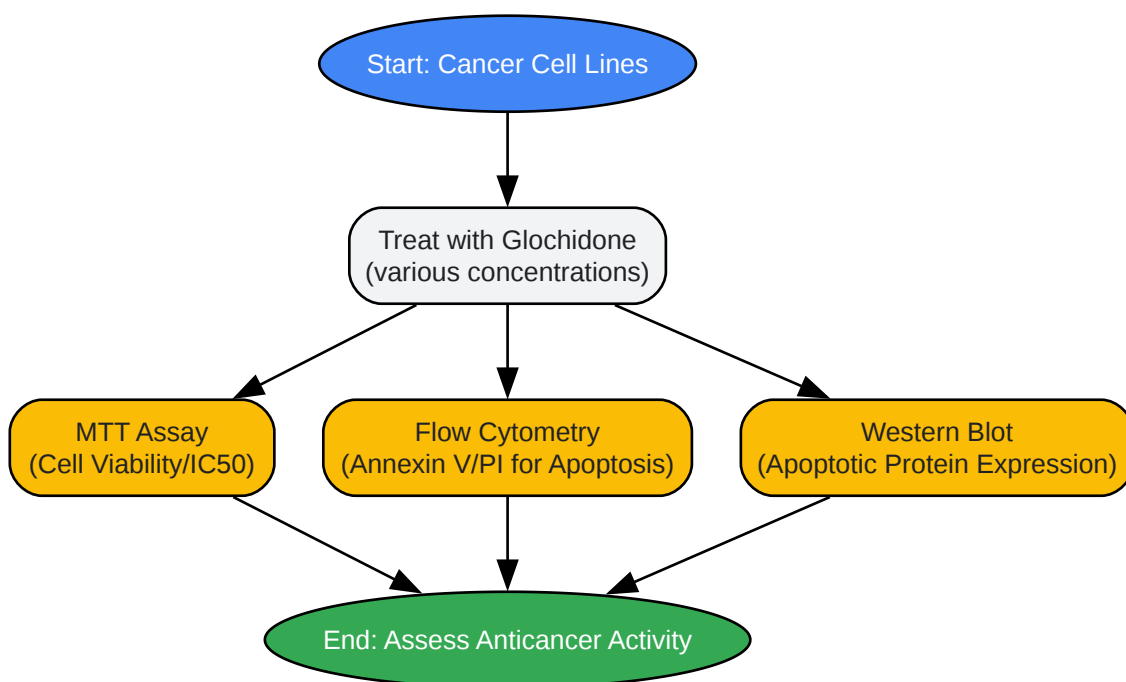 Start: Cancer Cell Lines
Treat with Glochidone
(various concentrations)
MTT Assay
(Cell Viability/IC50)
Flow Cytometry
(Annexin V/PI for Apoptosis)
Western Blot
(Apoptotic Protein Expression)
End: Assess Anticancer Activity